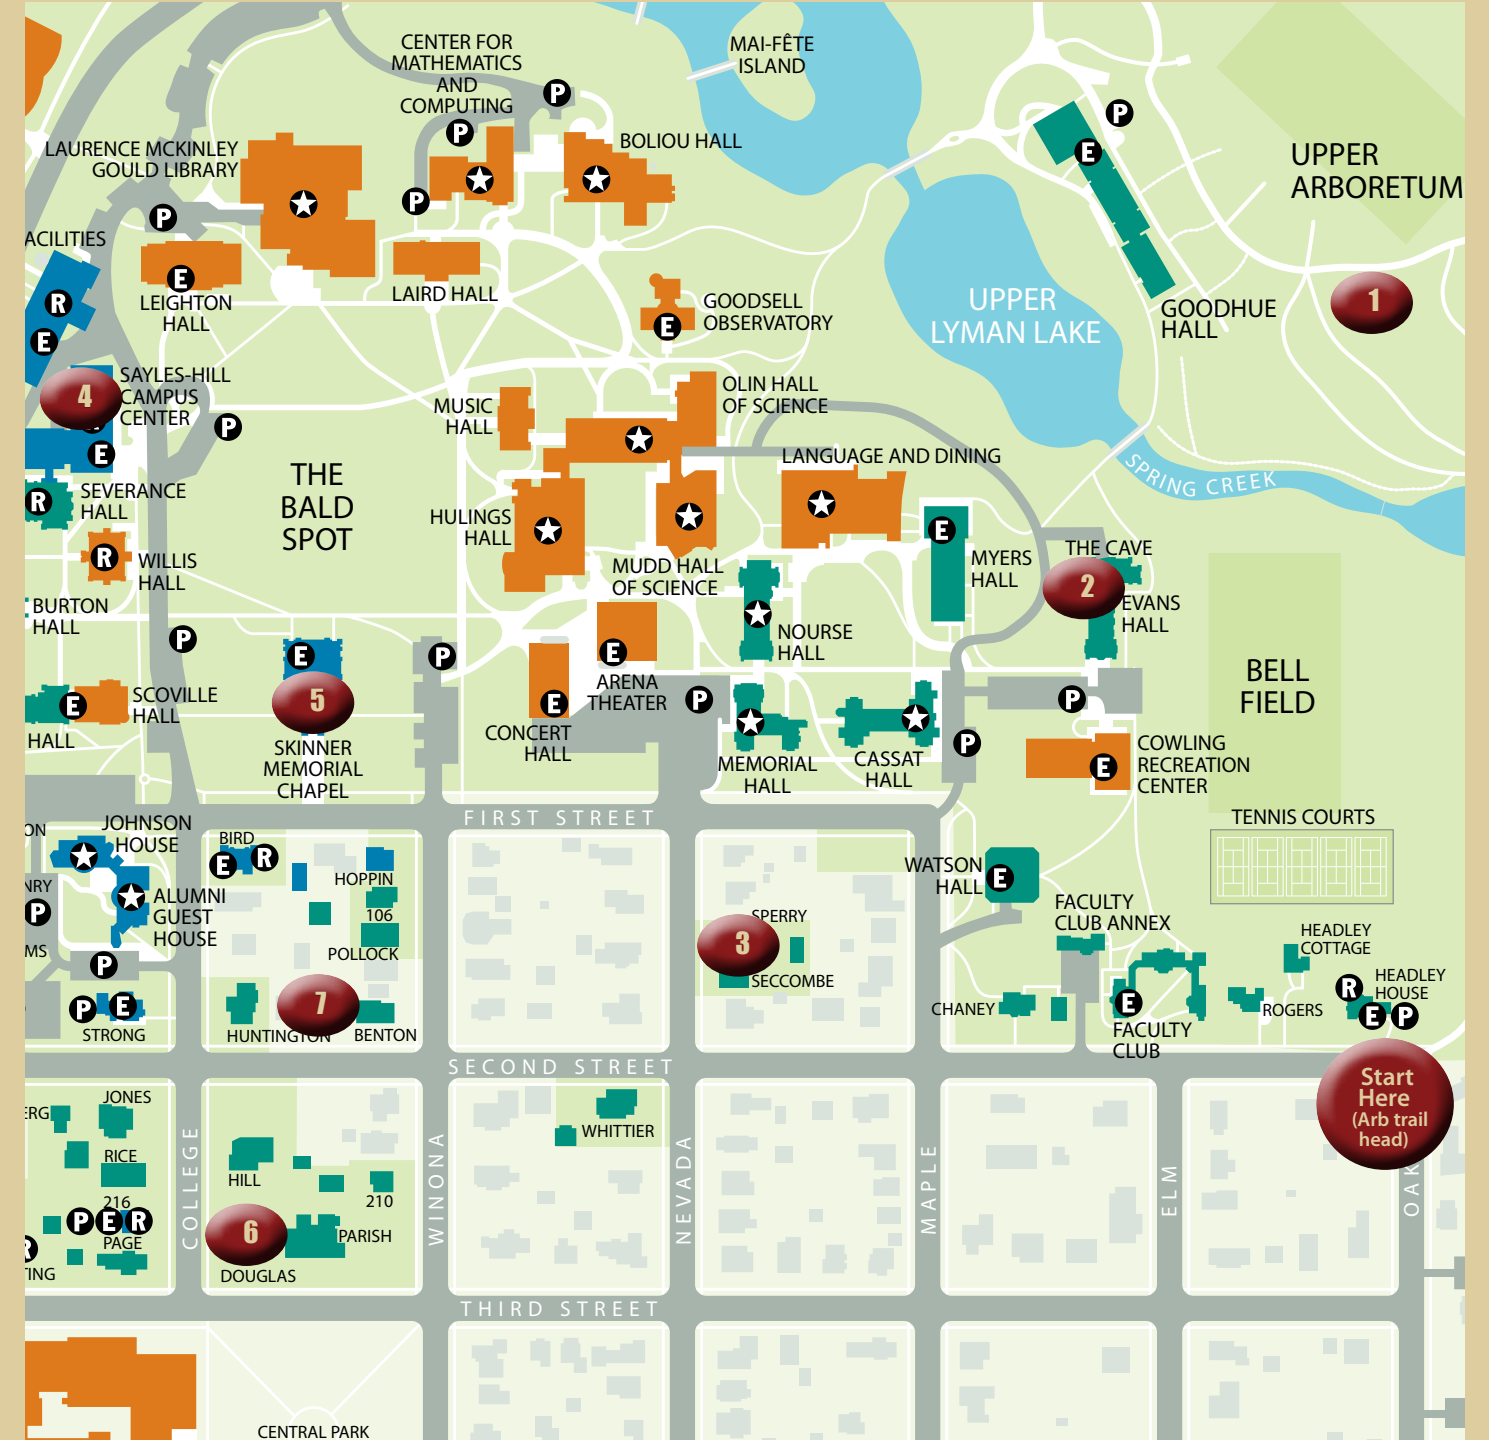 CENTER FOR
MATHEMATICS
AND
COMPUTING
P
P
MAI-FÊTE
ISLAND
P
E
UPPER
ARBORETUM
LAURENCE MCKINLEY
GOULD LIBRARY
BOLIOU HALL
P
P
ACILITIES
R
E
E
LEIGHTON
HALL
LAIRD HALL
GOODSELL
OBSERVATORY
E
UPPER
LYMAN LAKE
GOODHUE
HALL
1
4
SAYLES-HILL
CAMPUS
CENTER
E
P
MUSIC
HALL
OLIN HALL
OF SCIENCE
LANGUAGE AND DINING
SPRING CREEK
R
SEVERANCE
HALL
THE
BALD
SPOT
HULINGS
HALL
E
MYERS
HALL
THE CAVE
2
EVANS
HALL
R
WILLIS
HALL
MUDD HALL
OF SCIENCE
BURTON
HALL
P
E
P
E
NOURSE
HALL
BELL
FIELD
E
SCOVILLE
HALL
HALL
5
SKINNER
MEMORIAL
CHAPEL
ARENA
THEATER
E
CONCERT
HALL
P
MEMORIAL
HALL
CASSAT
HALL
P
P
E
COWLING
RECREATION
CENTER
FIRST STREET
TENNIS COURTS
ON
JOHNSON
HOUSE
BIRD
E
R
HOPPIN
106
POLLOCK
NRY
P
ALUMNI
GUEST
HOUSE
MS
P
P
E
STRONG
7
HUNTINGTON
BENTON
SPERRY
3
SECCOMBE
WATSON
HALL
E
FACULTY
CLUB ANNEX
CHANEY
E
FACULTY
CLUB
HEADLEY
COTTAGE
ROGERS
R
HEADLEY
HOUSE
E
P
SECOND STREET
Start
Here
(Arb trail
head)
ERG
JONES
RICE
216
P
E
R
PAGE
R
TING
COLLEGE
HILL
210
6
PARISH
DOUGLAS
WINONA
WHITTIER
NEVADA
MAPLE
ELM
OAK
THIRD STREET
CENTRAL PARK